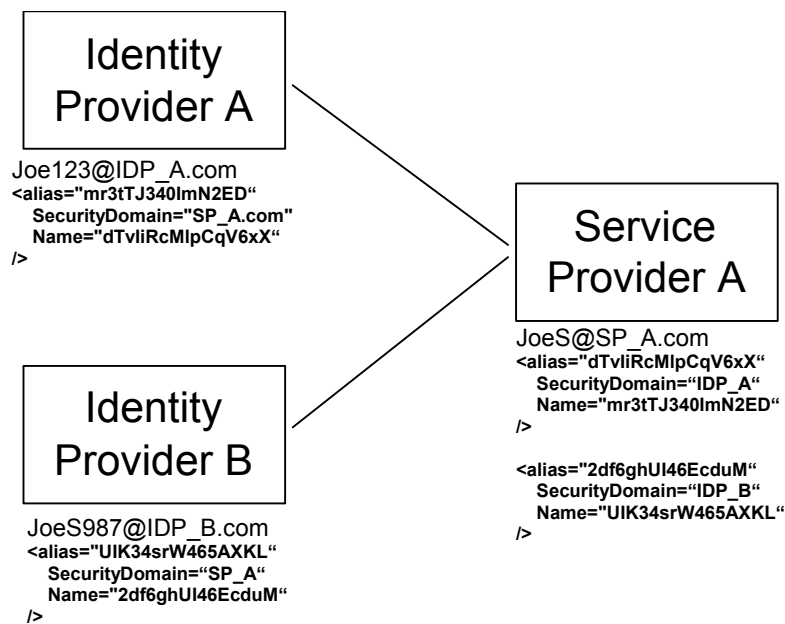 Identity
Provider A
Joe123@IDP_A.com
<alias="mr3tTJ340ImN2ED“
SecurityDomain="SP_A.com"
Name="dTvIiRcMlpCqV6xX“
/>
Service
Provider A
JoeS@SP_A.com
<alias="dTvIiRcMlpCqV6xX“
SecurityDomain=“IDP_A“
Name="mr3tTJ340ImN2ED“
/>
<alias="2df6ghUI46EcduM“
SecurityDomain=“IDP_B“
Name="UIK34srW465AXKL“
/>
Identity
Provider B
JoeS987@IDP_B.com
<alias="UIK34srW465AXKL“
SecurityDomain=“SP_A“
Name="2df6ghUI46EcduM“
/>